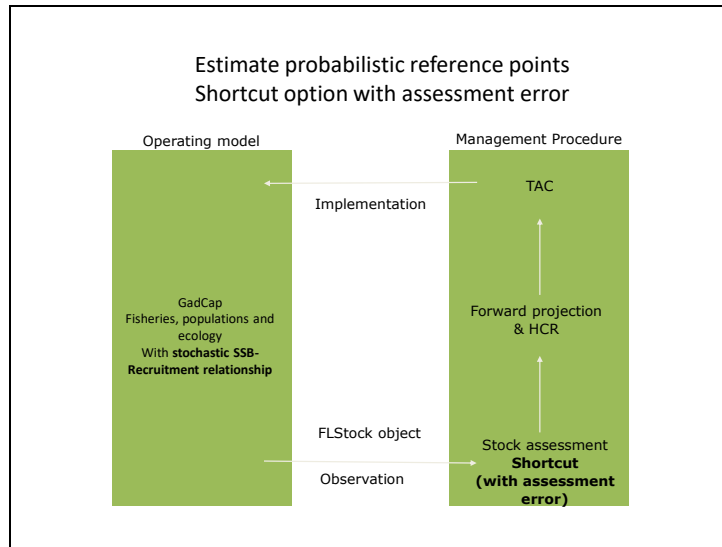 Estimate probabilistic reference points
Shortcut option with assessment error
Operating model
Management Procedure
TAC
Implementation
GadCap
Fisheries, populations and
ecology
With stochastic SSB-
Recruitment relationship
Forward projection
& HCR
FLStock object
Observation
Stock assessment
Shortcut
(with assessment
error)